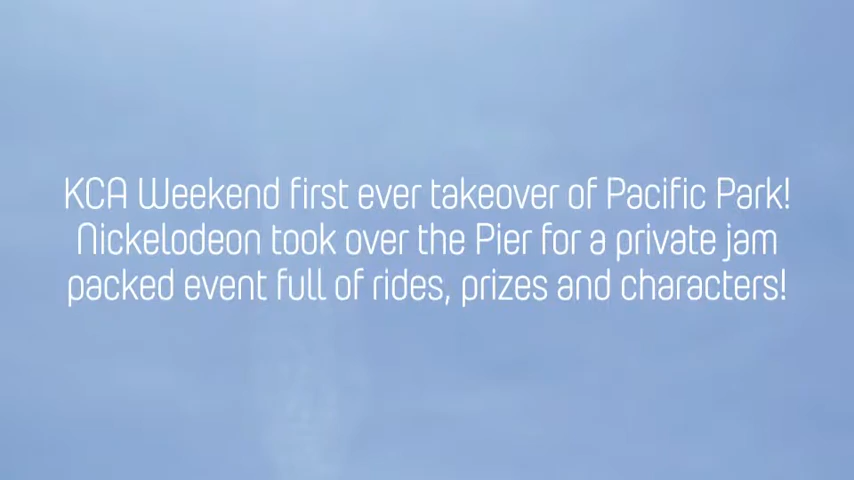 KCA Weekend first ever takeover of Pacific Park!
Nickelodeon took over the Pier for a private jam
packed event full of rides, prizes and characters!